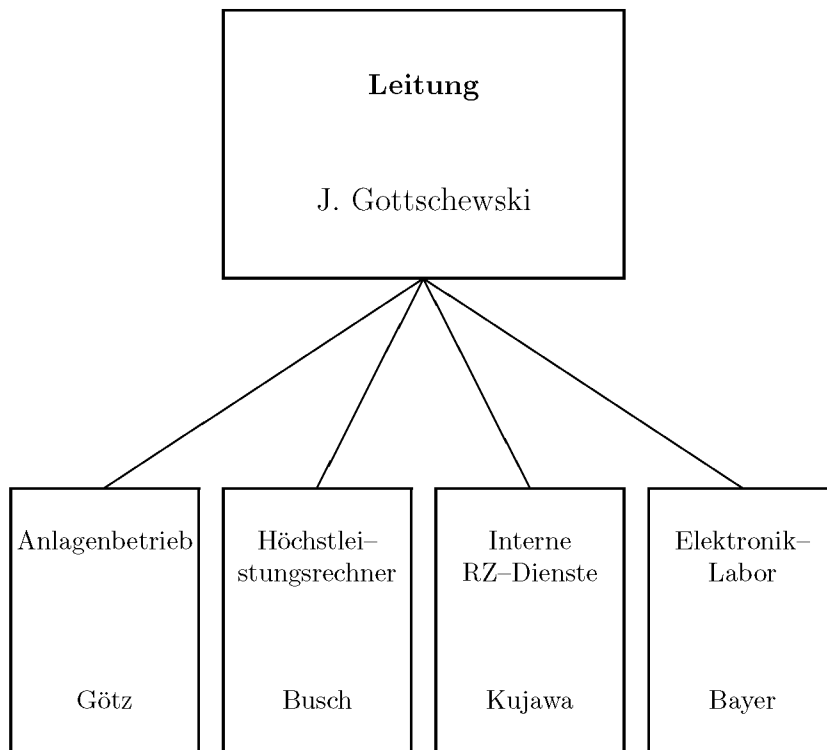 Leitung
J. Gottschewski
Anlagenbetrieb
Götz
Höchstlei–
stungsrechner
Busch
Interne
RZ–Dienste
Kujawa
Elektronik–
Labor
Bayer